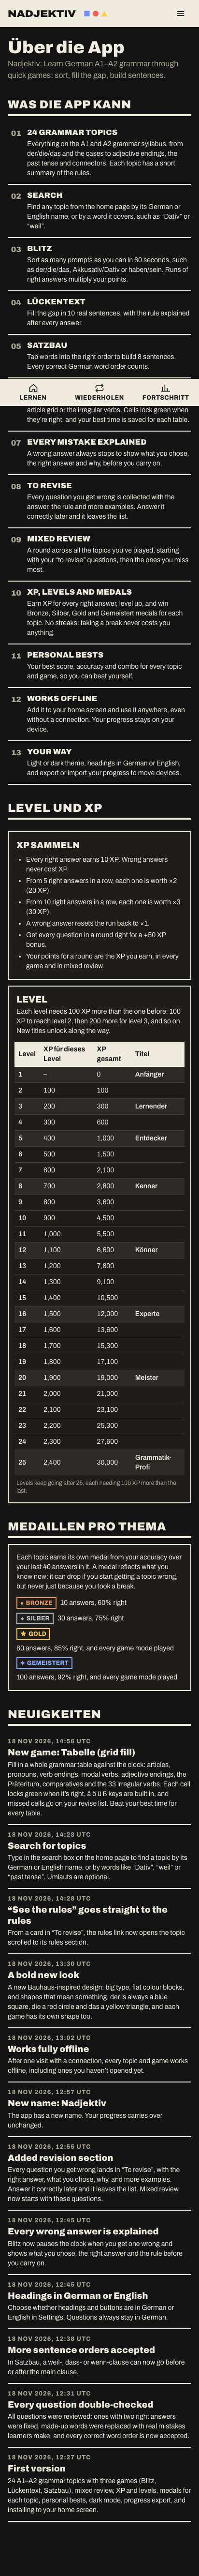 NADJEKTIV
Über die App
Nadjektiv: Learn German A1–A2 grammar through
quick games: sort, fill the gap, build sentences.
WAS DIE APP KANN
01 24 GRAMMAR TOPICS
Everything on the A1 and A2 grammar syllabus, from
der/die/das and the cases to adjective endings, the
past tense and connectors. Each topic has a short
summary of the rules.
02 SEARCH
Find any topic from the home page by its German or
English name, or by a word it covers, such as “Dativ” or
“weil”.
03 BLITZ
Sort as many prompts as you can in 60 seconds, such
as der/die/das, Akkusativ/Dativ or haben/sein. Runs of
right answers multiply your points.
04 LÜCKENTEXT
Fill the gap in 10 real sentences, with the rule explained
after every answer.
05 SATZBAU
Tap words into the right order to build 8 sentences.
Every correct German word order counts.
LERNEN WIEDERHOLEN FORTSCHRITT
article grid or the irregular verbs. Cells lock green when
they’re right, and your best time is saved for each table.
07 EVERY MISTAKE EXPLAINED
A wrong answer always stops to show what you chose,
the right answer and why, before you carry on.
08 TO REVISE
Every question you get wrong is collected with the
answer, the rule and more examples. Answer it
correctly later and it leaves the list.
09 MIXED REVIEW
A round across all the topics you’ve played, starting
with your “to revise” questions, then the ones you miss
most.
10 XP, LEVELS AND MEDALS
Earn XP for every right answer, level up, and win
Bronze, Silber, Gold and Gemeistert medals for each
topic. No streaks: taking a break never costs you
anything.
11 PERSONAL BESTS
Your best score, accuracy and combo for every topic
and game, so you can beat yourself.
12 WORKS OFFLINE
Add it to your home screen and use it anywhere, even
without a connection. Your progress stays on your
device.
13 YOUR WAY
Light or dark theme, headings in German or English,
and export or import your progress to move devices.
LEVEL UND XP
XP SAMMELN
• Every right answer earns 10 XP. Wrong answers
never cost XP.
• From 5 right answers in a row, each one is worth ×2
(20 XP).
• From 10 right answers in a row, each one is worth ×3
(30 XP).
• A wrong answer resets the run back to ×1.
• Get every question in a round right for a +50 XP
bonus.
• Your points for a round are the XP you earn, in every
game and in mixed review.
LEVEL
Each level needs 100 XP more than the one before: 100
XP to reach level 2, then 200 more for level 3, and so on.
New titles unlock along the way.
Level XP für dieses Level XP gesamt Titel
1 – 0 Anfänger
2 100 100
3 200 300 Lernender
4 300 600
5 400 1,000 Entdecker
6 500 1,500
7 600 2,100
8 700 2,800 Kenner
9 800 3,600
10 900 4,500
11 1,000 5,500
12 1,100 6,600 Könner
13 1,200 7,800
14 1,300 9,100
15 1,400 10,500
16 1,500 12,000 Experte
17 1,600 13,600
18 1,700 15,300
19 1,800 17,100
20 1,900 19,000 Meister
21 2,000 21,000
22 2,100 23,100
23 2,200 25,300
24 2,300 27,600
25 2,400 30,000 Grammatik-Profi
Levels keep going after 25, each needing 100 XP more than the
last.
MEDAILLEN PRO THEMA
Each topic earns its own medal from your accuracy over
your last 40 answers in it. A medal reflects what you
know now: it can drop if you start getting a topic wrong,
but never just because you took a break.
BRONZE 10 answers, 60% right
SILBER 30 answers, 75% right
GOLD
60 answers, 85% right, and every game mode played
GEMEISTERT
100 answers, 92% right, and every game mode played
NEUIGKEITEN
18 NOV 2026, 14:56 UTC
New game: Tabelle (grid fill)
Fill in a whole grammar table against the clock: articles,
pronouns, verb endings, modal verbs, adjective endings, the
Präteritum, comparatives and the 33 irregular verbs. Each cell
locks green when it’s right, ä ö ü ß keys are built in, and
missed cells go on your revise list. Beat your best time for
every table.
18 NOV 2026, 14:28 UTC
Search for topics
Type in the search box on the home page to find a topic by its
German or English name, or by words like “Dativ”, “weil” or
“past tense”. Umlauts are optional.
18 NOV 2026, 14:28 UTC
“See the rules” goes straight to the
rules
From a card in “To revise”, the rules link now opens the topic
scrolled to its rules section.
18 NOV 2026, 13:30 UTC
A bold new look
A new Bauhaus-inspired design: big type, flat colour blocks,
and shapes that mean something. der is always a blue
square, die a red circle and das a yellow triangle, and each
game has its own shape too.
18 NOV 2026, 13:02 UTC
Works fully offline
After one visit with a connection, every topic and game works
offline, including ones you haven’t opened yet.
18 NOV 2026, 12:57 UTC
New name: Nadjektiv
The app has a new name. Your progress carries over
unchanged.
18 NOV 2026, 12:55 UTC
Added revision section
Every question you get wrong lands in “To revise”, with the
right answer, what you chose, why, and more examples.
Answer it correctly later and it leaves the list. Mixed review
now starts with these questions.
18 NOV 2026, 12:45 UTC
Every wrong answer is explained
Blitz now pauses the clock when you get one wrong and
shows what you chose, the right answer and the rule before
you carry on.
18 NOV 2026, 12:45 UTC
Headings in German or English
Choose whether headings and buttons are in German or
English in Settings. Questions always stay in German.
18 NOV 2026, 12:38 UTC
More sentence orders accepted
In Satzbau, a weil-, dass- or wenn-clause can now go before
or after the main clause.
18 NOV 2026, 12:31 UTC
Every question double-checked
All questions were reviewed: ones with two right answers
were fixed, made-up words were replaced with real mistakes
learners make, and every correct word order is now accepted.
18 NOV 2026, 12:27 UTC
First version
24 A1–A2 grammar topics with three games (Blitz,
Lückentext, Satzbau), mixed review, XP and levels, medals for
each topic, personal bests, dark mode, progress export, and
installing to your home screen.